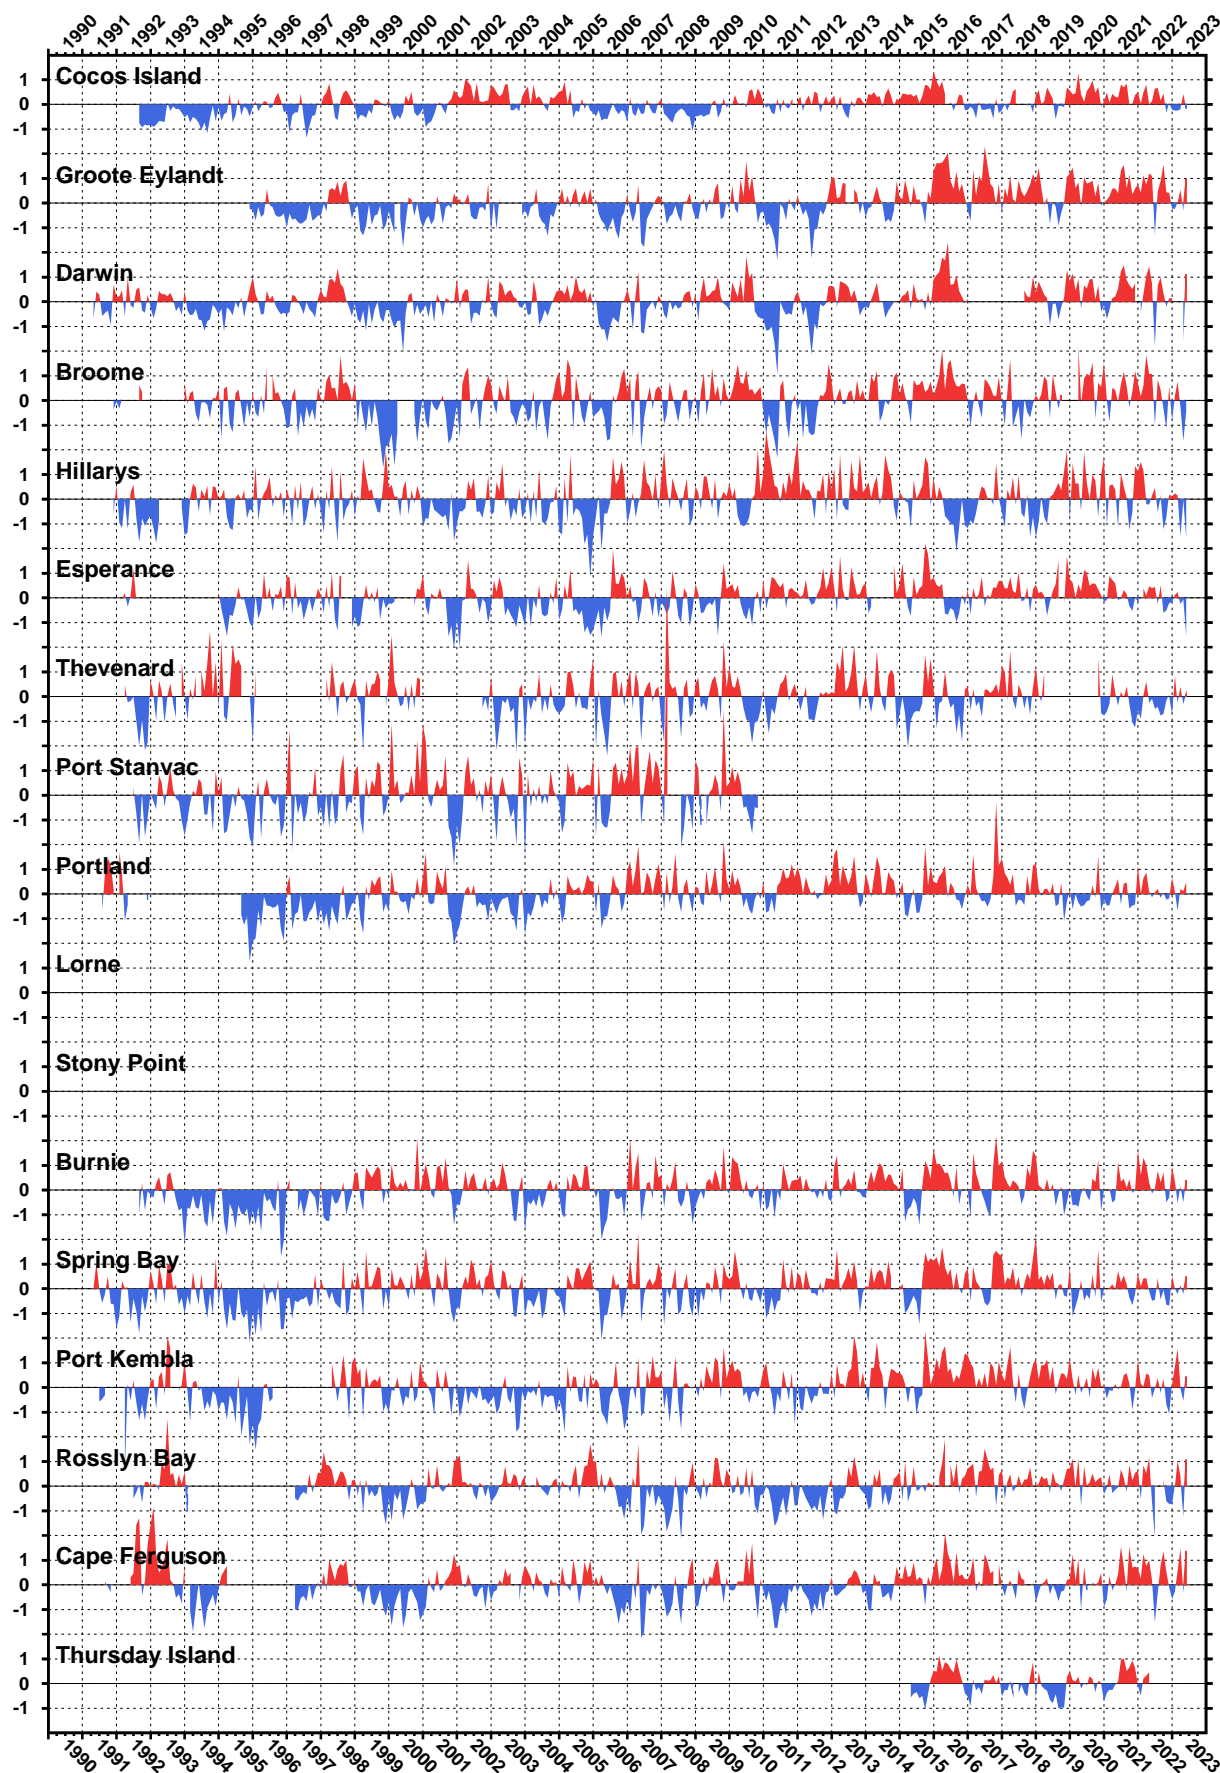 1990 1991 1992 1993 1994 1995 1996 1997 1998 1999 2000 2001 2002 2003 2004 2005 2006 2007 2008 2009 2010 2011 2012 2013 2014 2015 2016 2017 2018 2019 2020 2021 2022 2023
1 Cocos Island
0
-1
1 Groote Eylandt
0
-1
1 Darwin
0
-1
1 Broome
0
-1
1 Hillarys
0
-1
1 Esperance
0
-1
1 Thevenard
0
-1
1 Port Stanvac
0
-1
1 Portland
0
-1
1 Lorne
0
-1
1 Stony Point
0
-1
1 Burnie
0
-1
1 Spring Bay
0
-1
1 Port Kembla
0
-1
1 Rosslyn Bay
0
-1
1 Cape Ferguson
0
-1
1 Thursday Island
0
-1
1990 1991 1992 1993 1994 1995 1996 1997 1998 1999 2000 2001 2002 2003 2004 2005 2006 2007 2008 2009 2010 2011 2012 2013 2014 2015 2016 2017 2018 2019 2020 2021 2022 2023